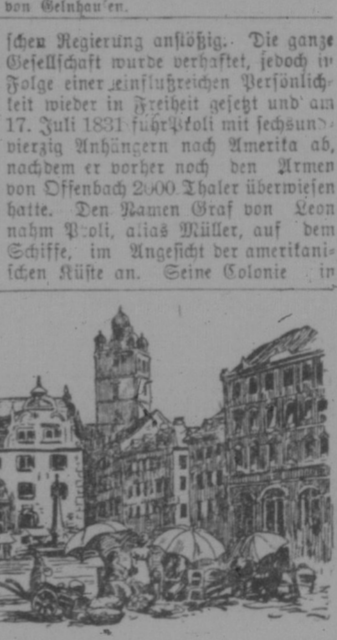 von Gelnhausen.
schen Regierung anstößig. Die ganze
Gesellschaft wurde verhaftet, jedoch in
Folge einer einflußreichen Persönlich-
keit wieder in Freiheit gesetzt und am
17. Juli 1831 fuhr Proli mit sechsund-
vierzig Anhängern nach Amerika ab,
nachdem er vorher noch den Armen
von Offenbach 2000 Thaler überwiesen
hatte. Den Namen Graf von Leon
nahm Proli, alias Müller, auf dem
Schiffe, im Angesicht der amerikani-
schen Küste an. Seine Colonie in